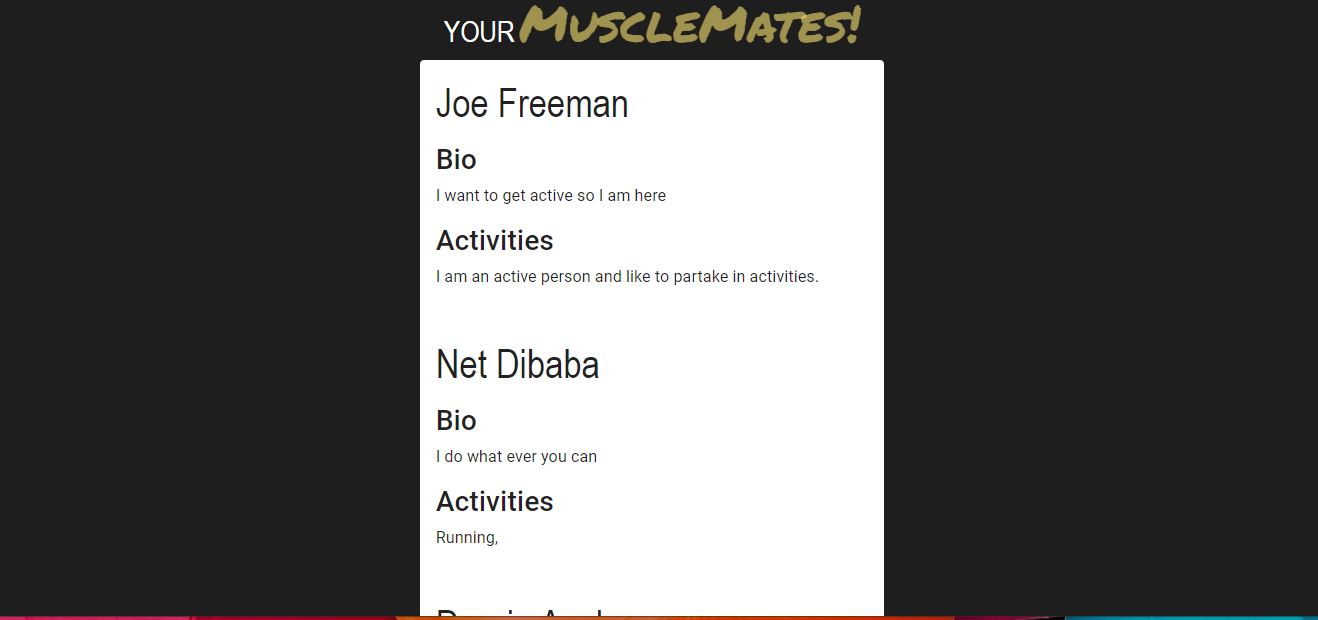 YOUR MUSCLEMATES!
Joe Freeman
Bio
I want to get active so I am here
Activities
I am an active person and like to partake in activities.
Net Dibaba
Bio
I do what ever you can
Activities
Running,